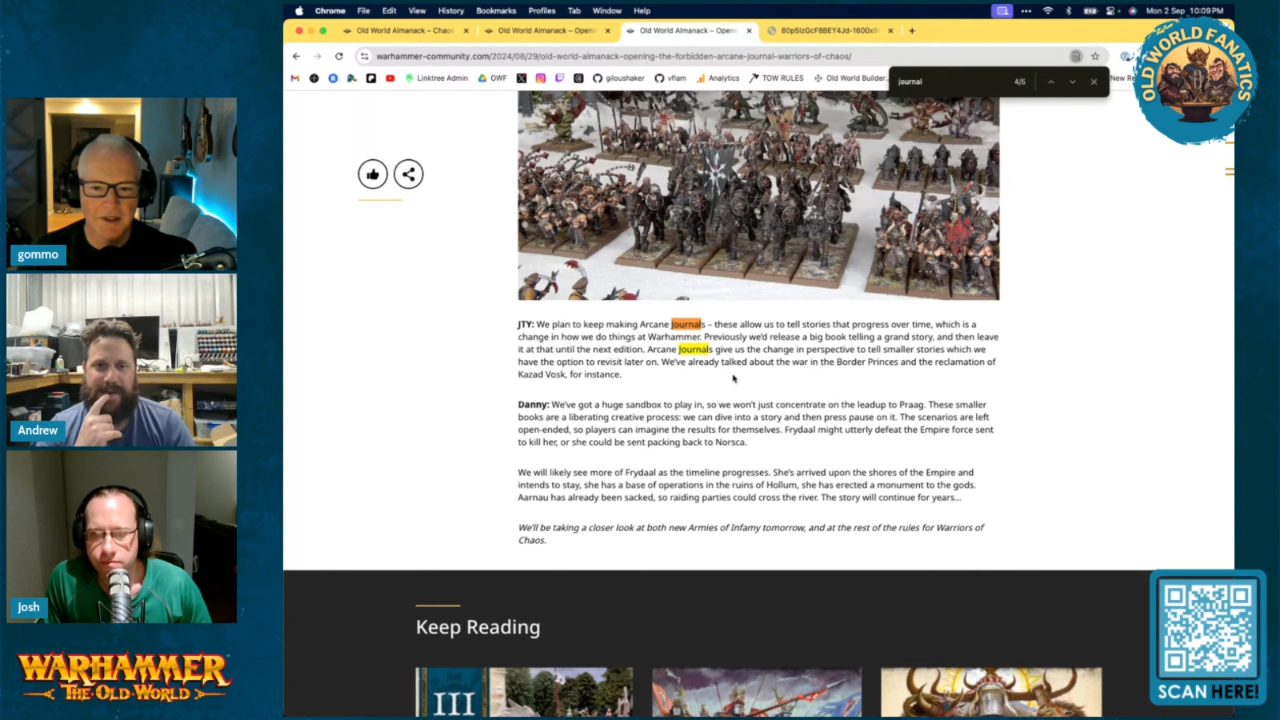 Chrome File Edit View History Bookmarks Profiles Tab Window Help
Mon 2 Sep 10:09 PM
Old World Almanack – Chaos
Old World Almanack – Openi
Old World Almanack – Openi
warhammer-community.com/2024/08/29/old-world-almanack-opening-the-forbidden-arcane-journal-warriors-of-chaos/
Linktree Admin OWF giloushaker vflam Analytics TOW RULES Old World Builder
journal 4/5
OLD WORLD FANATICS
gommo
Andrew
Josh
WARHAMMER
THE·OLD·WORLD
JTY: We plan to keep making Arcane Journals – these allow us to tell stories that progress over time, which is a
change in how we do things at Warhammer. Previously we'd release a big book telling a grand story, and then leave
it at that until the next edition. Arcane Journals give us the change in perspective to tell smaller stories which we
have the option to revisit later on. We've already talked about the war in the Border Princes and the reclamation of
Kazad Vosk, for instance.
Danny: We've got a huge sandbox to play in, so we won't just concentrate on the leadup to Praag. These smaller
books are a liberating creative process: we can dive into a story and then press pause on it. The scenarios are left
open-ended, so players can imagine the results for themselves. Frydaal might utterly defeat the Empire force sent
to kill her, or she could be sent packing back to Norsca.
We will likely see more of Frydaal as the timeline progresses. She's arrived upon the shores of the Empire and
intends to stay, she has a base of operations in the ruins of Hollum, she has erected a monument to the gods.
Aarnau has already been sacked, so raiding parties could cross the river. The story will continue for years...
We'll be taking a closer look at both new Armies of Infamy tomorrow, and at the rest of the rules for Warriors of
Chaos.
Keep Reading
III
SCAN HERE!